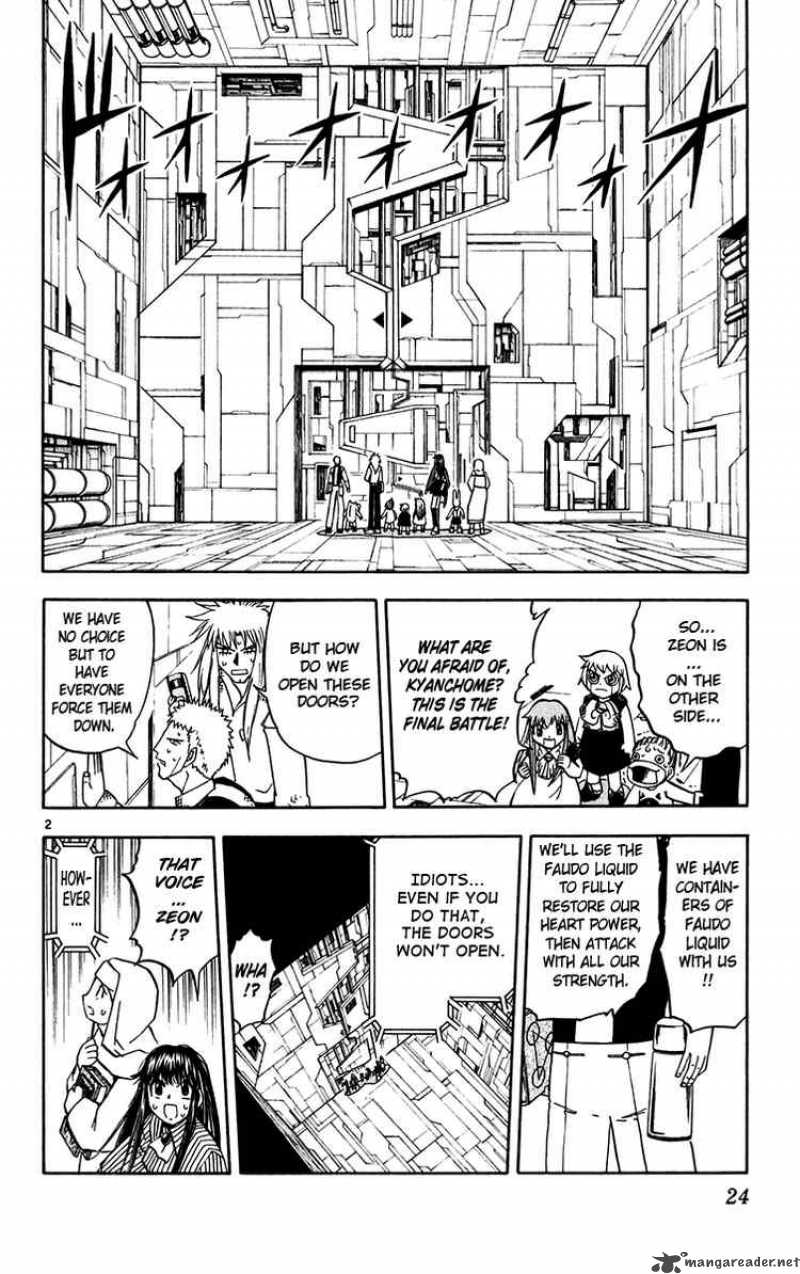 SO...
ZEON IS
...
ON THE
OTHER
SIDE...
WHAT ARE
YOU AFRAID OF,
KYANCHOME?
THIS IS THE
FINAL BATTLE!
BUT HOW
DO WE
OPEN THESE
DOORS?
WE HAVE
NO CHOICE
BUT TO
HAVE
EVERYONE
FORCE THEM
DOWN.
2
WE HAVE
CONTAIN-
ERS OF
FAUDO
LIQUID
WITH US
!!
WE'LL USE THE
FAUDO LIQUID
TO FULLY
RESTORE OUR
HEART POWER,
THEN ATTACK
WITH ALL OUR
STRENGTH.
IDIOTS...
EVEN IF YOU
DO THAT,
THE DOORS
WON'T OPEN.
WHA
!?
THAT
VOICE
...
ZEON
!?
HOW-
EVER
...
24
mangareader.net